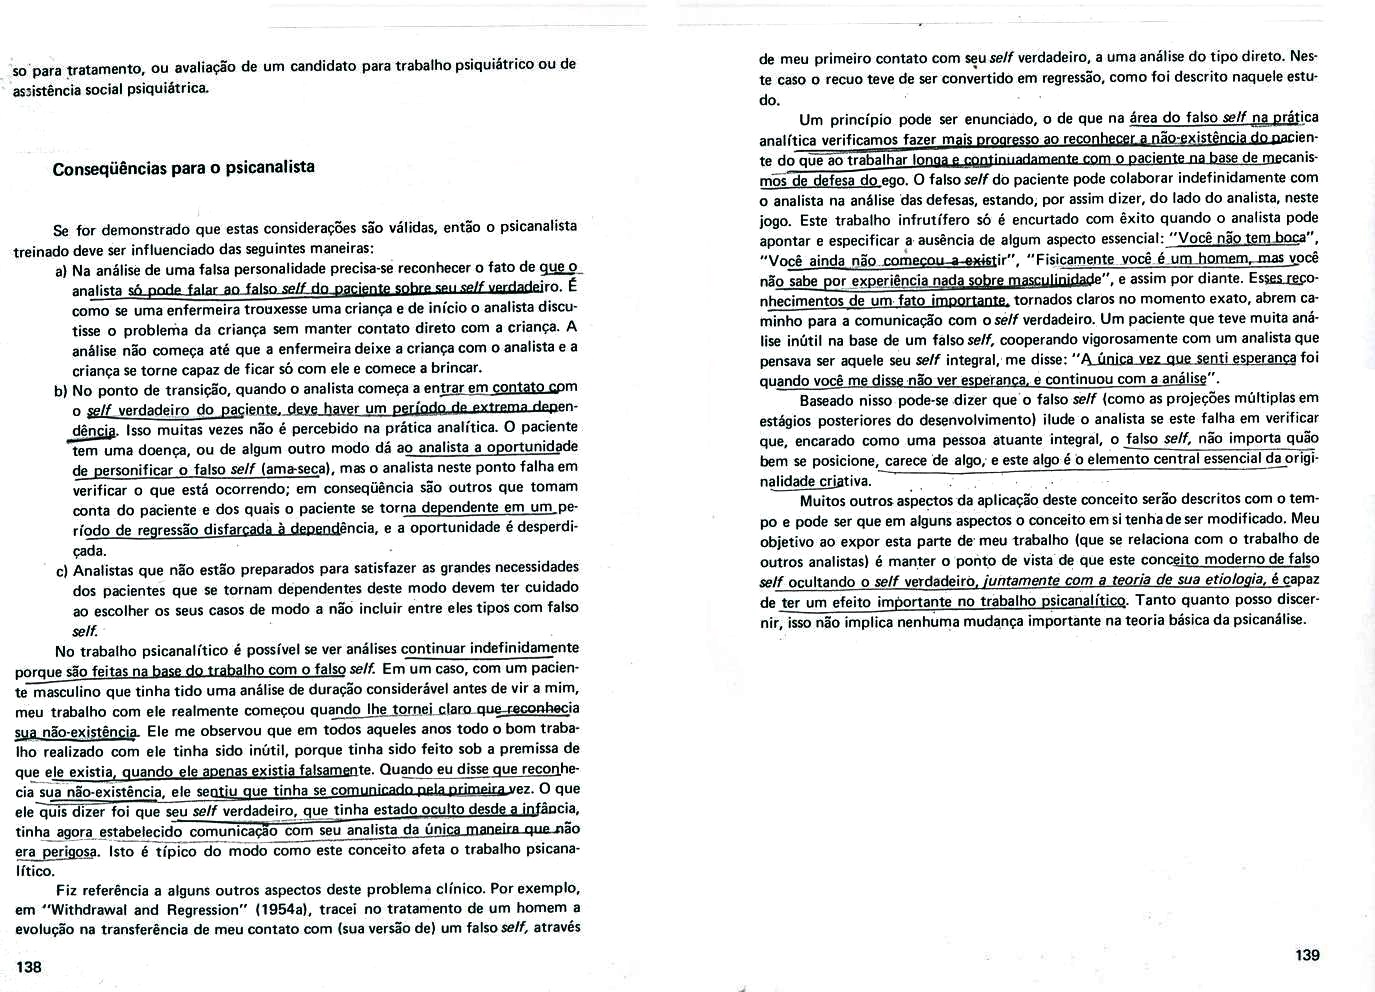 so para tratamento, ou avaliação de um candidato para trabalho psiquiátrico ou de
assistência social psiquiátrica.
Conseqüências para o psicanalista
Se for demonstrado que estas considerações são válidas, então o psicanalista
treinado deve ser influenciado das seguintes maneiras:
a) Na análise de uma falsa personalidade precisa-se reconhecer o fato de que o
analista só pode falar ao falso self do paciente sobre seu self verdadeiro. É
como se uma enfermeira trouxesse uma criança e de início o analista discu-
tisse o problema da criança sem manter contato direto com a criança. A
análise não começa até que a enfermeira deixe a criança com o analista e a
criança se torne capaz de ficar só com ele e comece a brincar.
b) No ponto de transição, quando o analista começa a entrar em contato com
o self verdadeiro do paciente, deve haver um período de extrema depen-
dência. Isso muitas vezes não é percebido na prática analítica. O paciente
tem uma doença, ou de algum outro modo dá ao analista a oportunidade
de personificar o falso self (ama-seca), mas o analista neste ponto falha em
verificar o que está ocorrendo; em conseqüência são outros que tomam
conta do paciente e dos quais o paciente se torna dependente em um pe-
ríodo de regressão disfarçada à dependência, e a oportunidade é desperdi-
çada.
c) Analistas que não estão preparados para satisfazer as grandes necessidades
dos pacientes que se tornam dependentes deste modo devem ter cuidado
ao escolher os seus casos de modo a não incluir entre eles tipos com falso
self.
No trabalho psicanalítico é possível se ver análises continuar indefinidamente
porque são feitas na base do trabalho com o falso self. Em um caso, com um pacien-
te masculino que tinha tido uma análise de duração considerável antes de vir a mim,
meu trabalho com ele realmente começou quando lhe tornei claro que reconhecia
sua não-existência. Ele me observou que em todos aqueles anos todo o bom traba-
lho realizado com ele tinha sido inútil, porque tinha sido feito sob a premissa de
que ele existia, quando ele apenas existia falsamente. Quando eu disse que reconhe-
cia sua não-existência, ele sentiu que tinha se comunicado pela primeira vez. O que
ele quis dizer foi que seu self verdadeiro, que tinha estado oculto desde a infância,
tinha agora estabelecido comunicação com seu analista da única maneira que não
era perigosa. Isto é típico do modo como este conceito afeta o trabalho psicana-
lítico.
Fiz referência a alguns outros aspectos deste problema clínico. Por exemplo,
em "Withdrawal and Regression" (1954a), tracei no tratamento de um homem a
evolução na transferência de meu contato com (sua versão de) um falso self, através
138
de meu primeiro contato com seu self verdadeiro, a uma análise do tipo direto. Nes-
te caso o recuo teve de ser convertido em regressão, como foi descrito naquele estu-
do.
Um princípio pode ser enunciado, o de que na área do falso self na prática
analítica verificamos fazer mais progresso ao reconhecer a não-existência do pacien-
te do que ao trabalhar longa e continuadamente com o paciente na base de mecanis-
mos de defesa do ego. O falso self do paciente pode colaborar indefinidamente com
o analista na análise das defesas, estando, por assim dizer, do lado do analista, neste
jogo. Este trabalho infrutífero só é encurtado com êxito quando o analista pode
apontar e especificar a ausência de algum aspecto essencial: "Você não tem boca",
"Você ainda não começou a existir", "Fisicamente você é um homem, mas você
não sabe por experiência nada sobre masculinidade", e assim por diante. Esses reco-
nhecimentos de um fato importante, tornados claros no momento exato, abrem ca-
minho para a comunicação com o self verdadeiro. Um paciente que teve muita aná-
lise inútil na base de um falso self, cooperando vigorosamente com um analista que
pensava ser aquele seu self integral, me disse: "A única vez que senti esperança foi
quando você me disse não ver esperança, e continuou com a análise".
Baseado nisso pode-se dizer que o falso self (como as projeções múltiplas em
estágios posteriores do desenvolvimento) ilude o analista se este falha em verificar
que, encarado como uma pessoa atuante integral, o falso self, não importa quão
bem se posicione, carece de algo, e este algo é o elemento central essencial da origi-
nalidade criativa.
Muitos outros aspectos da aplicação deste conceito serão descritos com o tem-
po e pode ser que em alguns aspectos o conceito em si tenha de ser modificado. Meu
objetivo ao expor esta parte de meu trabalho (que se relaciona com o trabalho de
outros analistas) é manter o ponto de vista de que este conceito moderno de falso
self ocultando o self verdadeiro, juntamente com a teoria de sua etiologia, é capaz
de ter um efeito importante no trabalho psicanalítico. Tanto quanto posso discer-
nir, isso não implica nenhuma mudança importante na teoria básica da psicanálise.
139